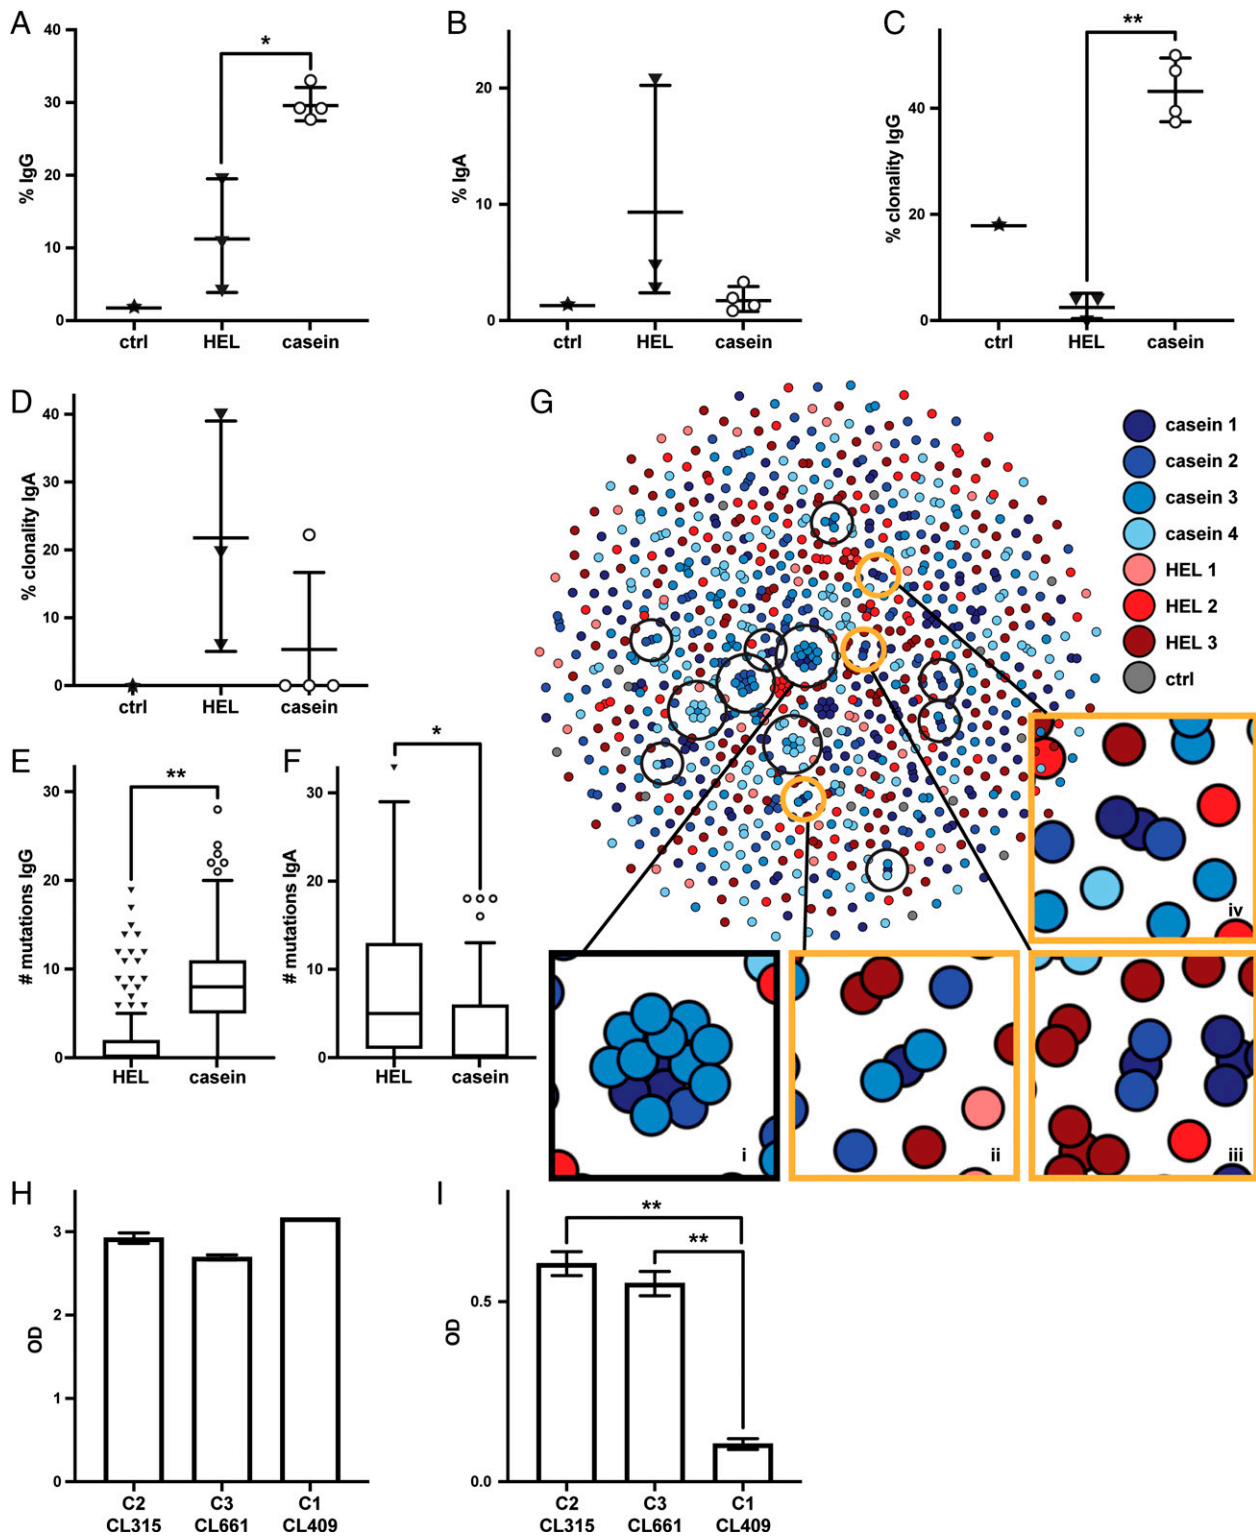 A
% IgG
40
30
20
10
0
*
ctrl HEL casein
B
% IgA
20
10
0
ctrl HEL casein
C
% clonality IgG
40
20
0
**
ctrl HEL casein
D
% clonality IgA
40
30
20
10
0
ctrl HEL casein
G
casein 1
casein 2
casein 3
casein 4
HEL 1
HEL 2
HEL 3
ctrl
iv
i
ii
iii
E
# mutations IgG
30
20
10
0
**
HEL casein
F
# mutations IgA
30
20
10
0
*
HEL casein
H
OD
3
2
1
0
C2 C3 C1
CL315 CL661 CL409
I
OD
0.5
0.0
**
**
C2 C3 C1
CL315 CL661 CL409